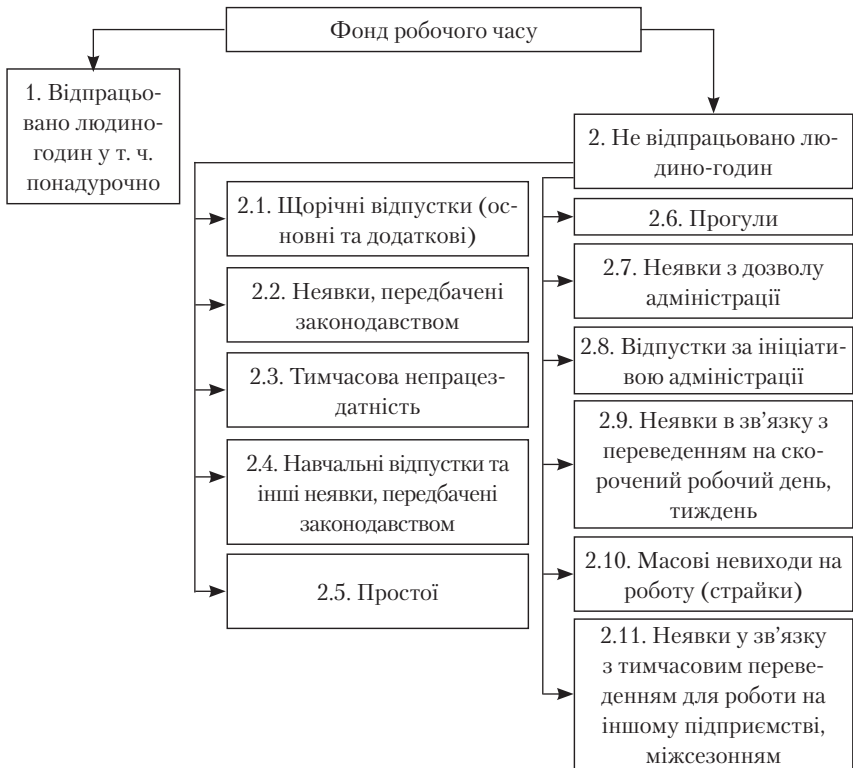 Фонд робочого часу
1. Відпрацьо-
вано людино-
годин у т. ч.
понадурочно
2. Не відпрацьовано лю-
дино-годин
2.1. Щорічні відпустки (ос-
новні та додаткові)
2.2. Неявки, передбачені
законодавством
2.3. Тимчасова непрацез-
датність
2.4. Навчальні відпустки та
інші неявки, передбачені
законодавством
2.5. Простої
2.6. Прогули
2.7. Неявки з дозволу
адміністрації
2.8. Відпустки за ініціати-
вою адміністрації
2.9. Неявки в зв’язку з
переведенням на ско-
рочений робочий день,
тиждень
2.10. Масові невиходи на
роботу (страйки)
2.11. Неявки у зв’язку
з тимчасовим переве-
денням для роботи на
іншому підприємстві,
міжсезонням